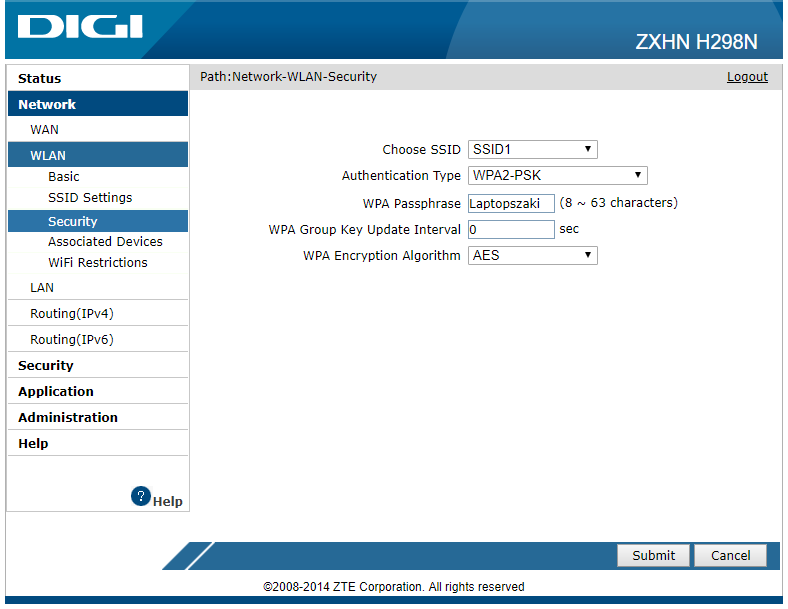 DIGI
ZXHN H298N
Path:Network-WLAN-Security Logout
Status
Network
WAN
WLAN
Basic
SSID Settings
Security
Associated Devices
WiFi Restrictions
LAN
Routing(IPv4)
Routing(IPv6)
Security
Application
Administration
Help
? Help
Choose SSID SSID1
Authentication Type WPA2-PSK
WPA Passphrase Laptopszaki (8 ~ 63 characters)
WPA Group Key Update Interval 0 sec
WPA Encryption Algorithm AES
Submit Cancel
©2008-2014 ZTE Corporation. All rights reserved